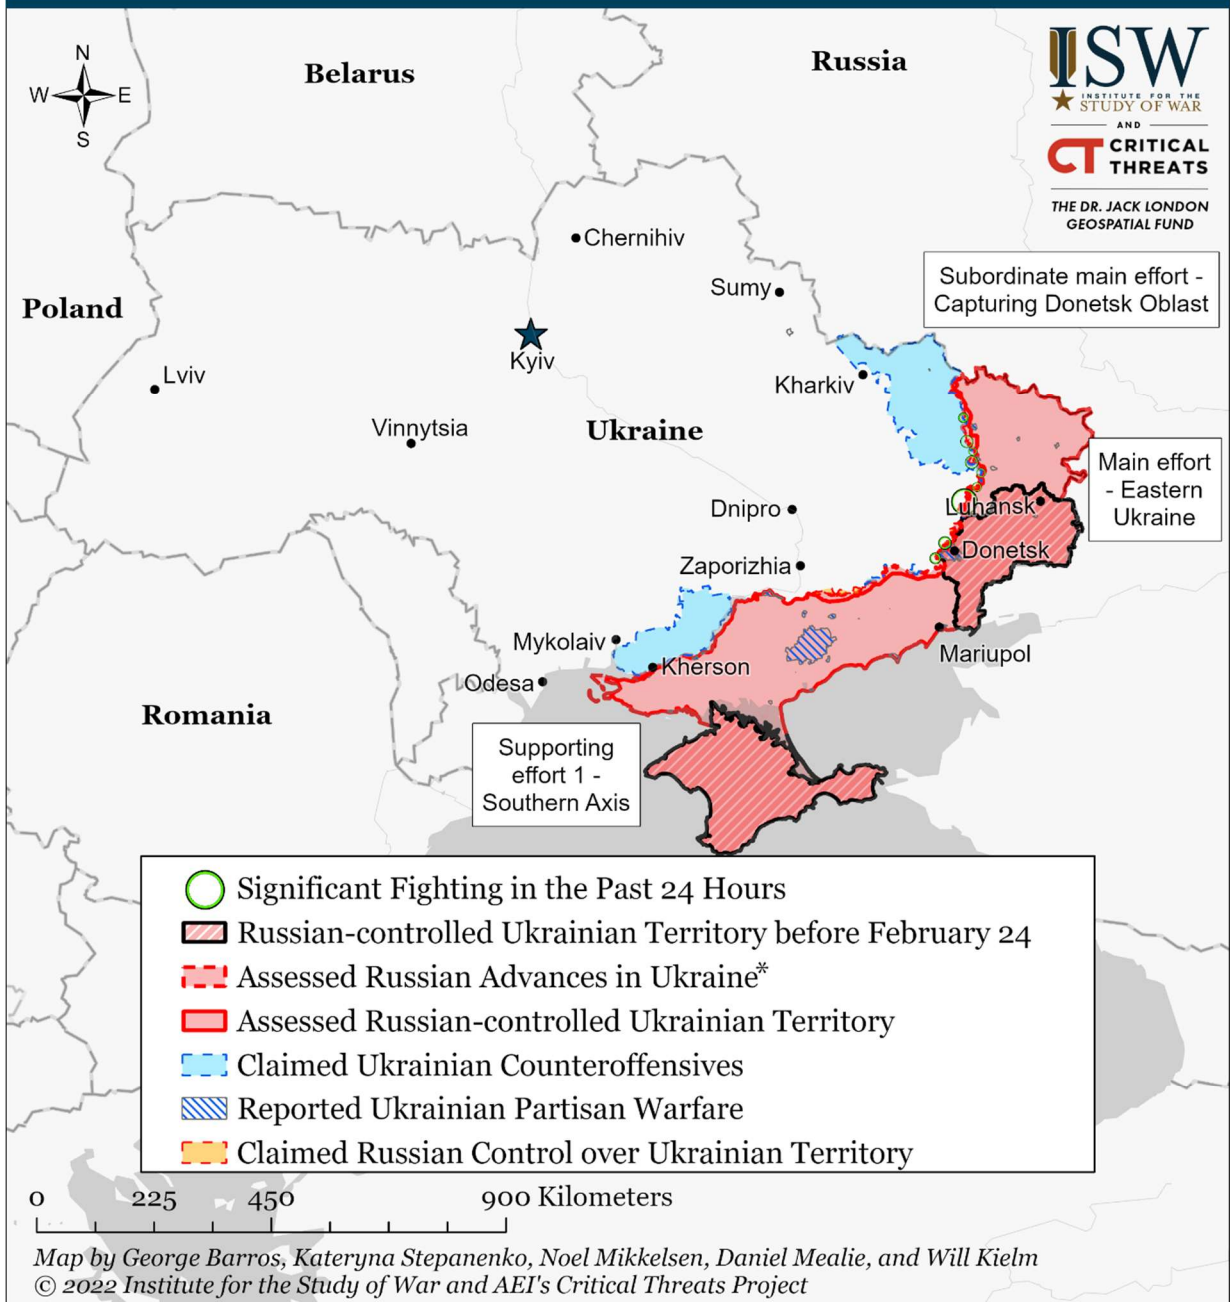 N
W E
S
Belarus
Russia
ISW
INSTITUTE FOR THE
STUDY OF WAR
AND
CT CRITICAL
THREATS
THE DR. JACK LONDON
GEOSPATIAL FUND
Chernihiv
Subordinate main effort -
Capturing Donetsk Oblast
Sumy
Poland
Kyiv
Lviv
Kharkiv
Vinnytsia
Ukraine
Main effort
- Eastern
Ukraine
Luhansk
Dnipro
Donetsk
Zaporizhia
Mykolaiv
Mariupol
Kherson
Odesa
Romania
Supporting
effort 1 -
Southern Axis
Significant Fighting in the Past 24 Hours
Russian-controlled Ukrainian Territory before February 24
Assessed Russian Advances in Ukraine*
Assessed Russian-controlled Ukrainian Territory
Claimed Ukrainian Counteroffensives
Reported Ukrainian Partisan Warfare
Claimed Russian Control over Ukrainian Territory
0 225 450 900 Kilometers
Map by George Barros, Kateryna Stepanenko, Noel Mikkelsen, Daniel Mealie, and Will Kielm
© 2022 Institute for the Study of War and AEI's Critical Threats Project